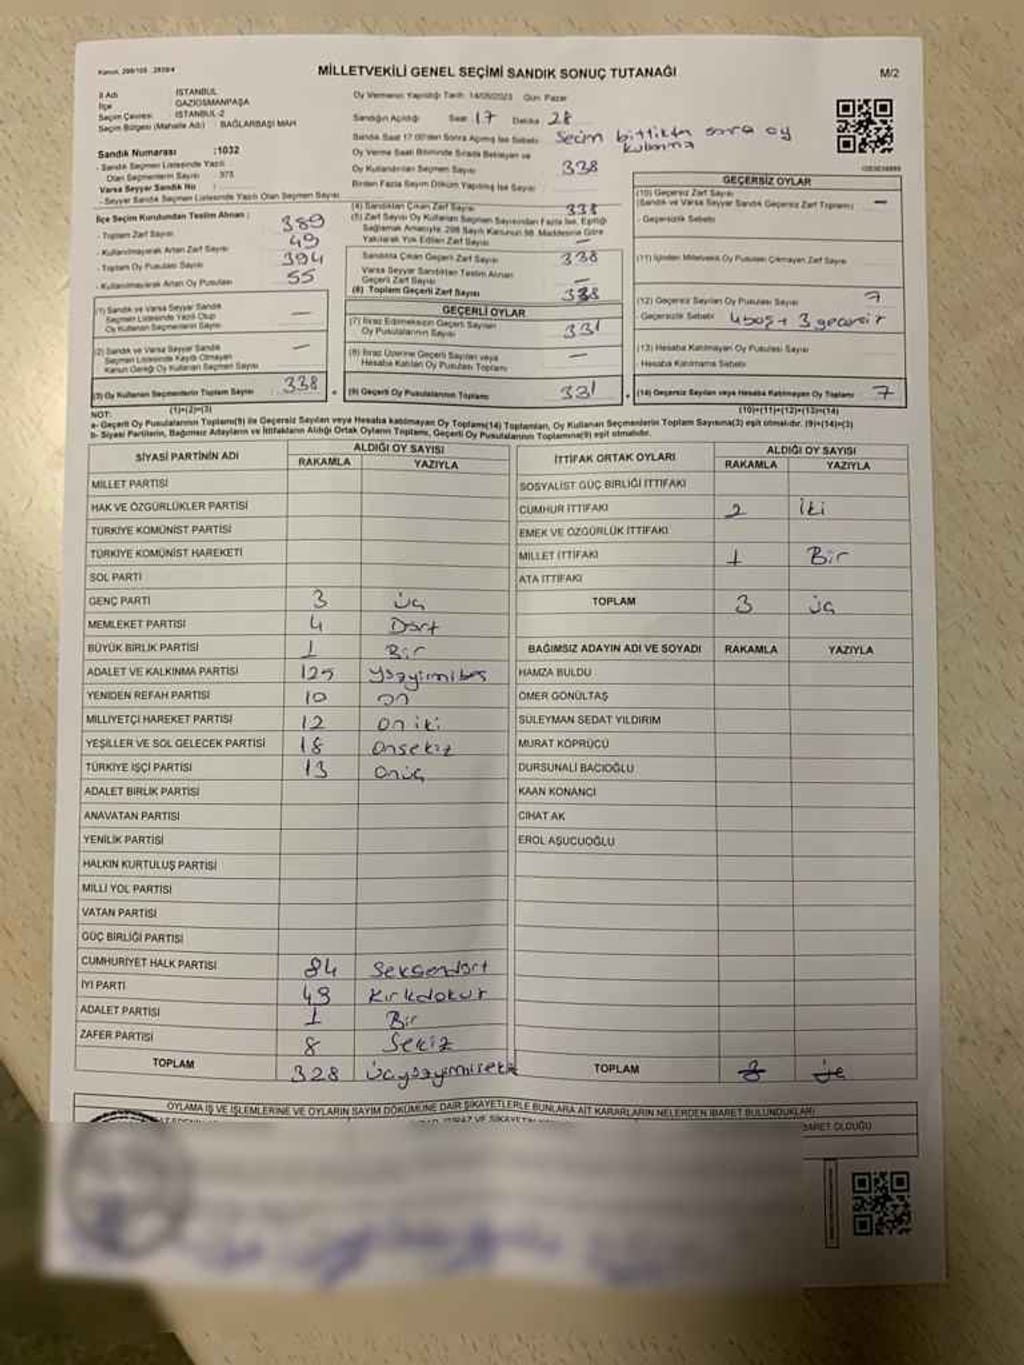 Kanun, 298/105 - 2839/4
MİLLETVEKİLİ GENEL SEÇİMİ SANDIK SONUÇ TUTANAĞI
M/2
İl Adı İSTANBUL
İlçe GAZİOSMANPAŞA
Seçim Çevresi İSTANBUL-2
Seçim Bölgesi (Mahalle Adı) : BAĞLARBAŞI MAH
Sandık Numarası :1032
- Sandık Seçmen Listesinde Yazılı
Olan Seçmenlerin Sayısı : 375
Varsa Seyyar Sandık No :
- Seyyar Sandık Seçmen Listesinde Yazılı Olan Seçmen Sayısı
Oy Vermenin Yapıldığı Tarih: 14/05/2023 Gün: Pazar
Sandığın Açıldığı Saat 17 Dakika 28
Sandık Saat 17.00'den Sonra Açılmış İse Sebebi Seçim bittikten sonra oy kullanma
Oy Verme Saati Bitiminde Sırada Bekleyen ve
Oy Kullandırılan Seçmen Sayısı 338
Birden Fazla Sayım Döküm Yapılmış İse Sayısı
İlçe Seçim Kurulundan Teslim Alınan :
- Toplam Zarf Sayısı 389
- Kullanılmayarak Artan Zarf Sayısı 49
- Toplam Oy Pusulası Sayısı 394
- Kullanılmayarak Artan Oy Pusulası 55
(1) Sandık ve Varsa Seyyar Sandık
Seçmen Listesinde Yazılı Olup
Oy Kullanan Seçmenlerin Sayısı —
(2) Sandık ve Varsa Seyyar Sandık
Seçmen Listesinde Kayıtlı Olmayan
Kanun Gereği Oy Kullanan Seçmen Sayısı —
(3) Oy Kullanan Seçmenlerin Toplam Sayısı 338
(1)+(2)=(3)
(4) Sandıktan Çıkan Zarf Sayısı 338
(5) Zarf Sayısı Oy Kullanan Seçmen Sayısından Fazla İse, Eşitliği
Sağlamak Amacıyla, 298 Sayılı Kanunun 98. Maddesine Göre
Yakılarak Yok Edilen Zarf Sayısı —
Sandıkta Çıkan Geçerli Zarf Sayısı 338
Varsa Seyyar Sandıktan Teslim Alınan
Geçerli Zarf Sayısı —
(6) Toplam Geçerli Zarf Sayısı 338
GEÇERLİ OYLAR
(7) İtiraz Edilmeksizin Geçerli Sayılan
Oy Pusulalarının Sayısı 331
(8) İtiraz Üzerine Geçerli Sayılan veya
Hesaba Katılan Oy Pusulası Toplamı —
(9) Geçerli Oy Pusulalarının Toplamı 331
GEÇERSİZ OYLAR
(10) Geçersiz Zarf Sayısı
(Sandık ve Varsa Seyyar Sandık Geçersiz Zarf Toplamı) —
- Geçersizlik Sebebi
(11) İçinden Milletvekili Oy Pusulası Çıkmayan Zarf Sayısı
(12) Geçersiz Sayılan Oy Pusulası Sayısı 7
Geçersizlik Sebebi 4 boş + 3 geçersiz
(13) Hesaba Katılmayan Oy Pusulası Sayısı
Hesaba Katılmama Sebebi
(14) Geçersiz Sayılan veya Hesaba Katılmayan Oy Toplamı 7
(10)+(11)+(12)+(13)=(14)
NOT:
a- Geçerli Oy Pusulalarının Toplamı(9) ile Geçersiz Sayılan veya Hesaba katılmayan Oy Toplamı(14) Toplamları, Oy Kullanan Seçmenlerin Toplam Sayısına(3) eşit olmalıdır. (9)+(14)=(3)
b- Siyasi Partilerin, Bağımsız Adayların ve İttifakların Aldığı Ortak Oyların Toplamı, Geçerli Oy Pusulalarının Toplamına(9) eşit olmalıdır.
SİYASİ PARTİNİN ADI ALDIĞI OY SAYISI
RAKAMLA YAZIYLA
MİLLET PARTİSİ
HAK VE ÖZGÜRLÜKLER PARTİSİ
TÜRKİYE KOMÜNİST PARTİSİ
TÜRKİYE KOMÜNİST HAREKETİ
SOL PARTİ
GENÇ PARTİ 3 üç
MEMLEKET PARTİSİ 4 Dört
BÜYÜK BİRLİK PARTİSİ 1 Bir
ADALET VE KALKINMA PARTİSİ 125 yüzyirmibeş
YENİDEN REFAH PARTİSİ 10 on
MİLLİYETÇİ HAREKET PARTİSİ 12 on iki
YEŞİLLER VE SOL GELECEK PARTİSİ 18 onsekiz
TÜRKİYE İŞÇİ PARTİSİ 13 onüç
ADALET BİRLİK PARTİSİ
ANAVATAN PARTİSİ
YENİLİK PARTİSİ
HALKIN KURTULUŞ PARTİSİ
MİLLİ YOL PARTİSİ
VATAN PARTİSİ
GÜÇ BİRLİĞİ PARTİSİ
CUMHURİYET HALK PARTİSİ 84 Seksendört
İYİ PARTİ 49 Kırkdokuz
ADALET PARTİSİ 1 Bir
ZAFER PARTİSİ 8 Sekiz
TOPLAM 328 Üçyüzyirmisekiz
İTTİFAK ORTAK OYLARI ALDIĞI OY SAYISI
RAKAMLA YAZIYLA
SOSYALİST GÜÇ BİRLİĞİ İTTİFAKI
CUMHUR İTTİFAKI 2 İki
EMEK VE ÖZGÜRLÜK İTTİFAKI
MİLLET İTTİFAKI 1 Bir
ATA İTTİFAKI
TOPLAM 3 üç
BAĞIMSIZ ADAYIN ADI VE SOYADI RAKAMLA YAZIYLA
HAMZA BULDU
ÖMER GÖNÜLTAŞ
SÜLEYMAN SEDAT YILDIRIM
MURAT KÖPRÜCÜ
DURSUNALİ BACIOĞLU
KAAN KONANCI
CİHAT AK
EROL AŞUCUOĞLU
TOPLAM 3 üç
OYLAMA İŞ VE İŞLEMLERİNE VE OYLARIN SAYIM DÖKÜMÜNE DAİR ŞİKAYETLERLE BUNLARA AİT KARARLARIN NELERDEN İBARET BULUNDUKLARI
İBARET OLDUĞU